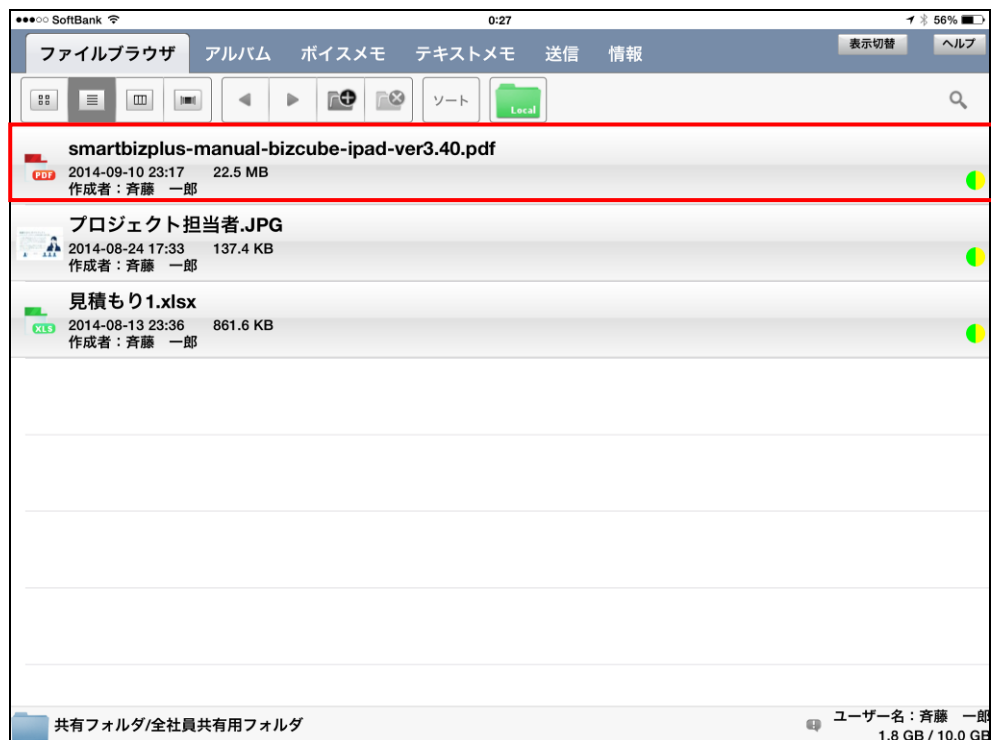 SoftBank 0:27 56%
ファイルブラウザ アルバム ボイスメモ テキストメモ 送信 情報 表示切替 ヘルプ
ソート Local
smartbizplus-manual-bizcube-ipad-ver3.40.pdf
PDF 2014-09-10 23:17 22.5 MB
作成者：斉藤　一郎
プロジェクト担当者.JPG
2014-08-24 17:33 137.4 KB
作成者：斉藤　一郎
見積もり1.xlsx
XLS 2014-08-13 23:36 861.6 KB
作成者：斉藤　一郎
共有フォルダ/全社員共有用フォルダ
ユーザー名：斉藤　一郎
1.8 GB / 10.0 GB